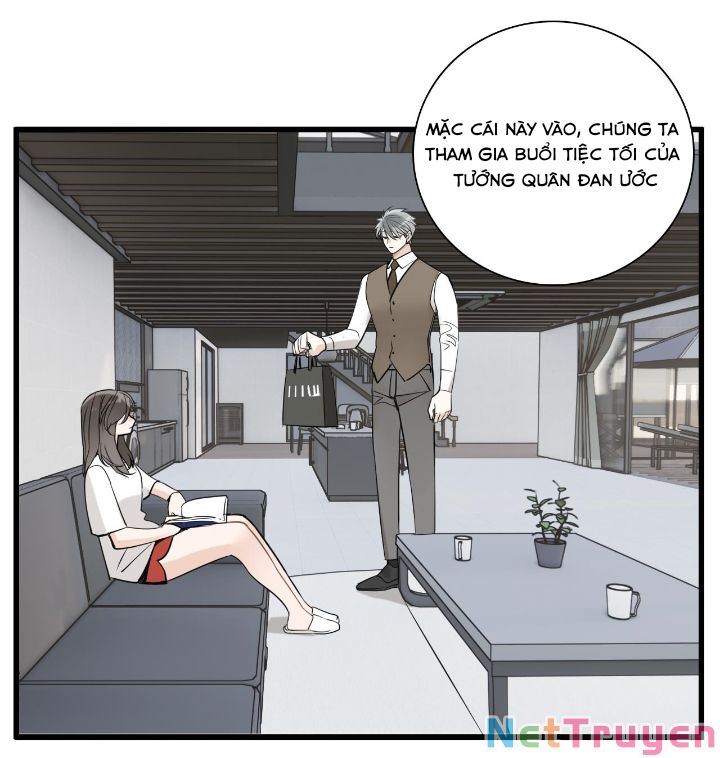 MẶC CÁI NÀY VÀO, CHÚNG TA
THAM GIA BUỔI TIỆC TỐI CỦA
TƯỚNG QUÂN ĐAN ƯỚC
NetTruyen